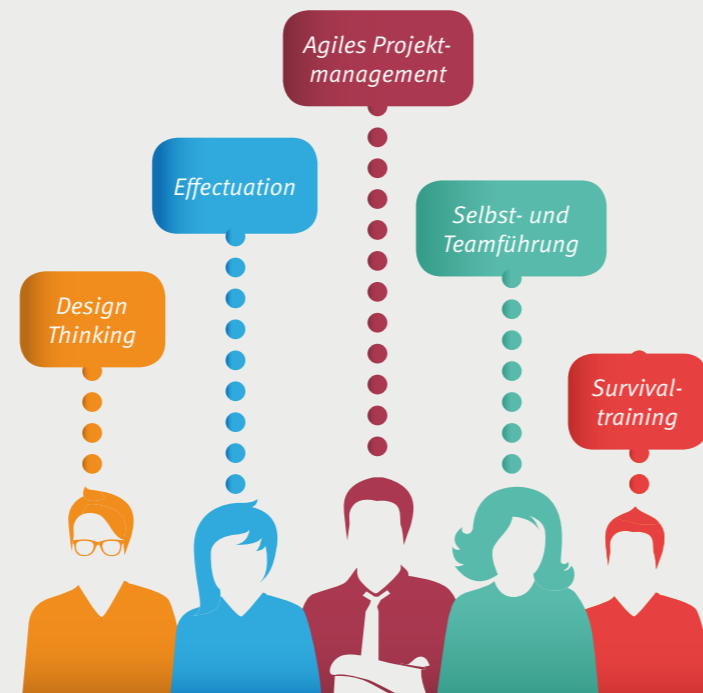 Agiles Projekt-
management
Effectuation
Selbst- und
Teamführung
Design
Thinking
Survival-
training